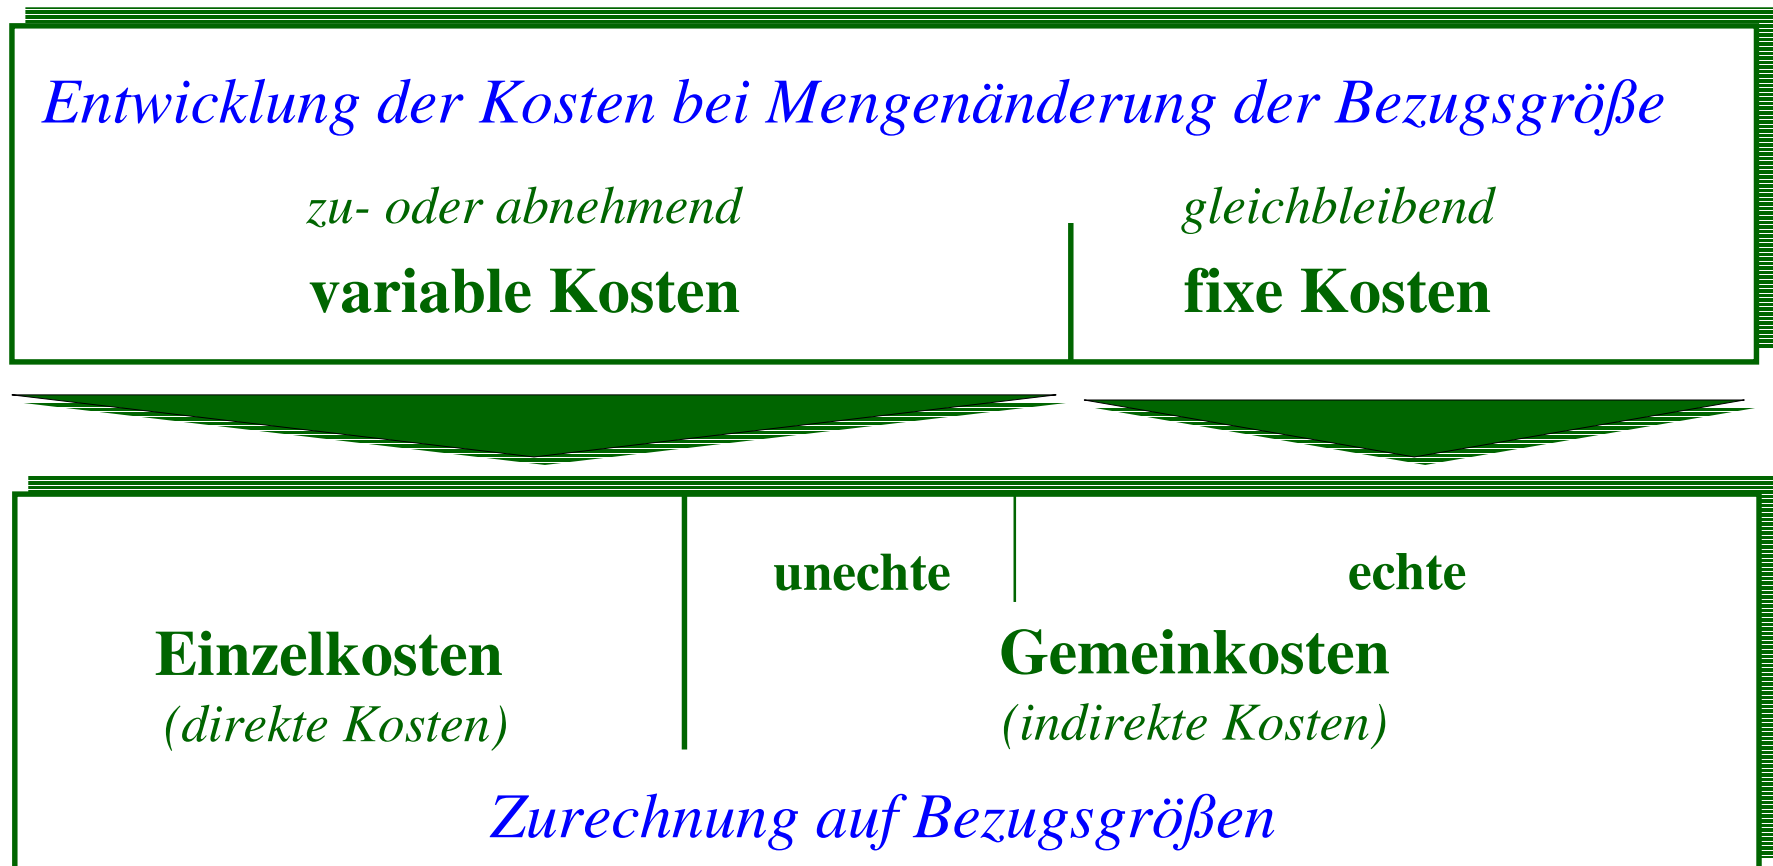 Entwicklung der Kosten bei Mengenänderung der Bezugsgröße
zu- oder abnehmend gleichbleibend
variable Kosten fixe Kosten
unechte echte
Einzelkosten Gemeinkosten
(direkte Kosten) (indirekte Kosten)
Zurechnung auf Bezugsgrößen